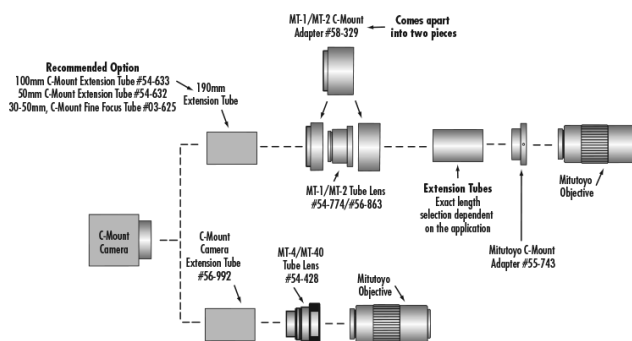 MT-1/MT-2 C-Mount
Adapter #58-329
Comes apart
into two pieces
Recommended Option
100mm C-Mount Extension Tube #54-633
50mm C-Mount Extension Tube #54-632
30-50mm, C-Mount Fine Focus Tube #03-625
190mm
Extension Tube
MT-1/MT-2 Tube Lens
#54-774/#56-863
Extension Tubes
Exact length
selection dependent
on the application
Mitutoyo
Objective
Mitutoyo C-Mount
Adapter #55-743
C-Mount
Camera
C-Mount
Camera
Extension Tube
#56-992
MT-4/MT-40
Tube Lens
#54-428
Mitutoyo
Objective